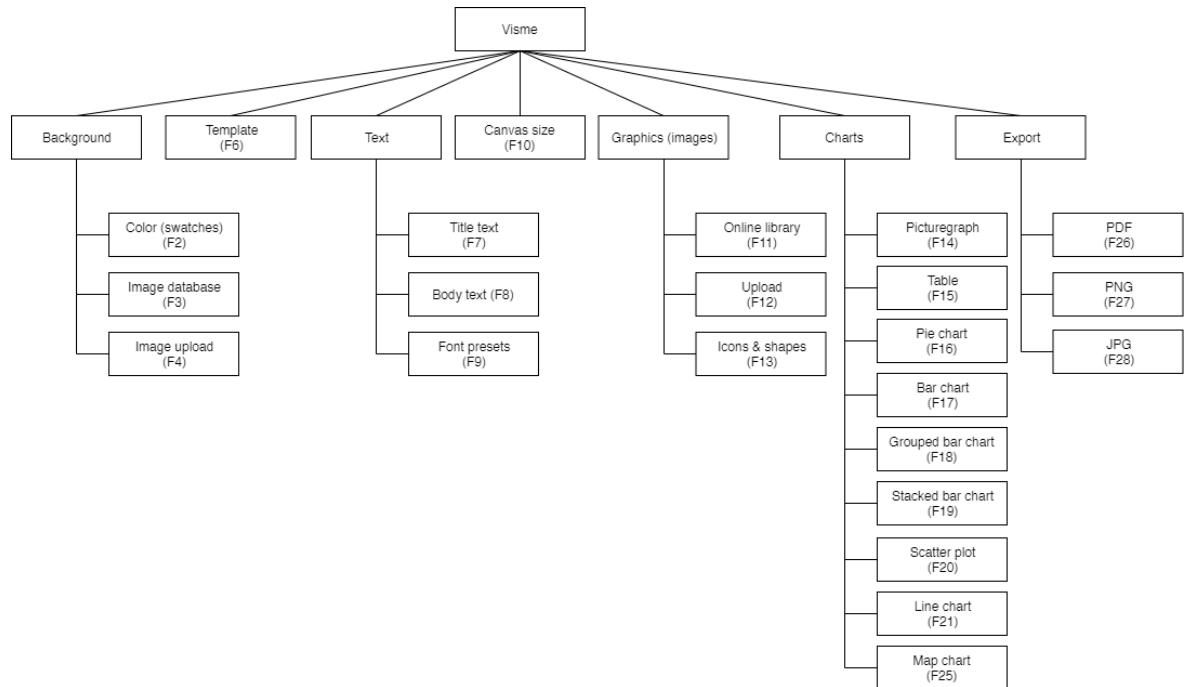 Visme
Background
Template
(F6)
Text
Canvas size
(F10)
Graphics (images)
Charts
Export
Color (swatches)
(F2)
Image database
(F3)
Image upload
(F4)
Title text
(F7)
Body text (F8)
Font presets
(F9)
Online library
(F11)
Upload
(F12)
Icons & shapes
(F13)
Picturegraph
(F14)
Table
(F15)
Pie chart
(F16)
Bar chart
(F17)
Grouped bar chart
(F18)
Stacked bar chart
(F19)
Scatter plot
(F20)
Line chart
(F21)
Map chart
(F25)
PDF
(F26)
PNG
(F27)
JPG
(F28)